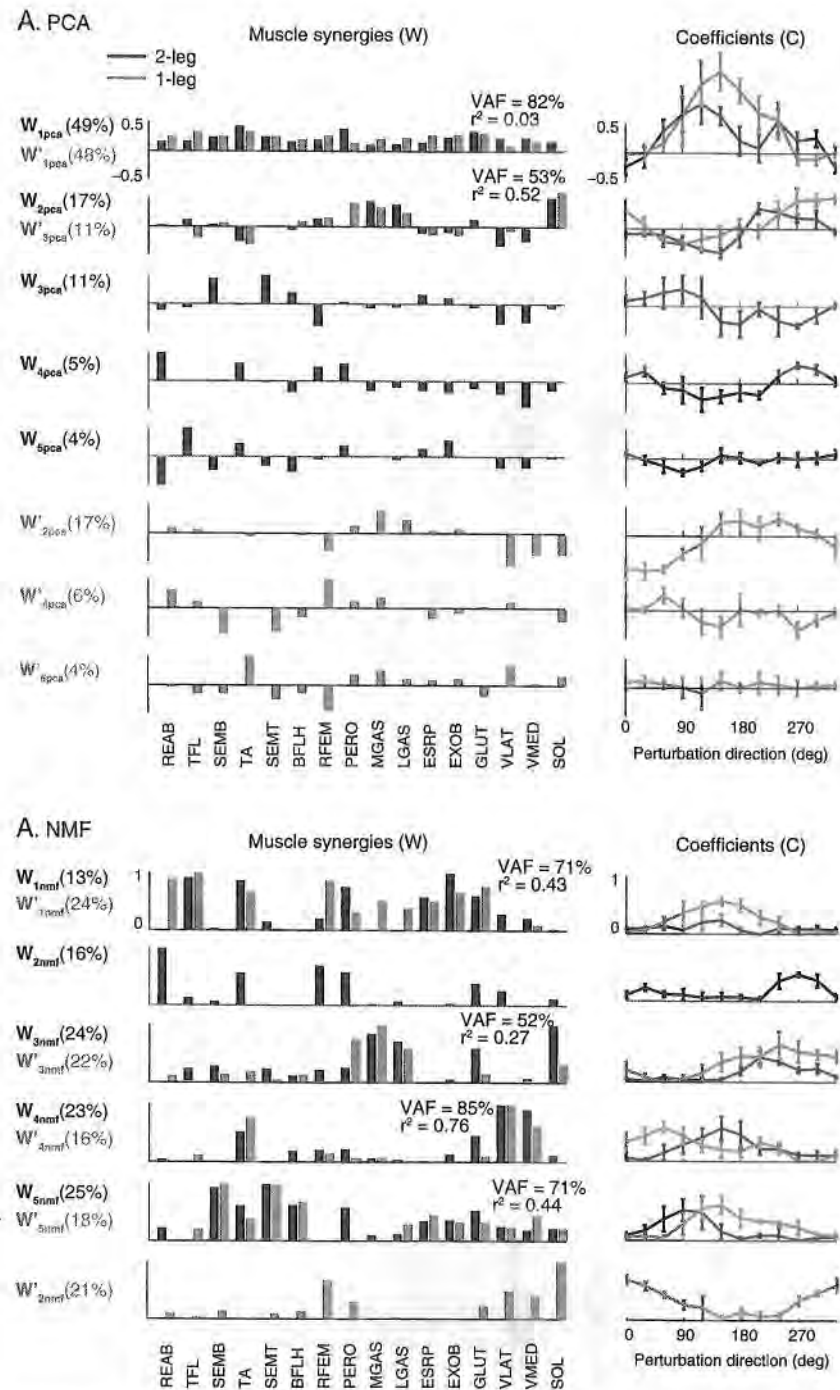 A. PCA
Muscle synergies (W)
Coefficients (C)
2-leg
1-leg
W1pca(49%)
W'1pca(48%)
0.5
−0.5
VAF = 82%
r² = 0.03
0.5
−0.5
W2pca(17%)
W'3pca(11%)
VAF = 53%
r² = 0.52
W3pca(11%)
W4pca(5%)
W5pca(4%)
W'2pca(17%)
W'4pca(6%)
(4%)
REAB
TFL
SEMB
TA
SEMT
BFLH
RFEM
PERO
MGAS
LGAS
ESRP
EXOB
GLUT
VLAT
VMED
SOL
0
90
180
270
Perturbation direction (deg)
A. NMF
Muscle synergies (W)
Coefficients (C)
W1nmf(13%)
W'1nmf(24%)
1
0
VAF = 71%
r² = 0.43
1
0
W2nmf(16%)
W3nmf(24%)
W'3nmf(22%)
VAF = 52%
r² = 0.27
W4nmf(23%)
W'4nmf(16%)
VAF = 85%
r² = 0.76
W5nmf(25%)
W'5nmf(18%)
VAF = 71%
r² = 0.44
W'2nmf(21%)
REAB
TFL
SEMB
TA
SEMT
BFLH
RFEM
PERO
MGAS
LGAS
ESRP
EXOB
GLUT
VLAT
VMED
SOL
0
90
180
270
Perturbation direction (deg)